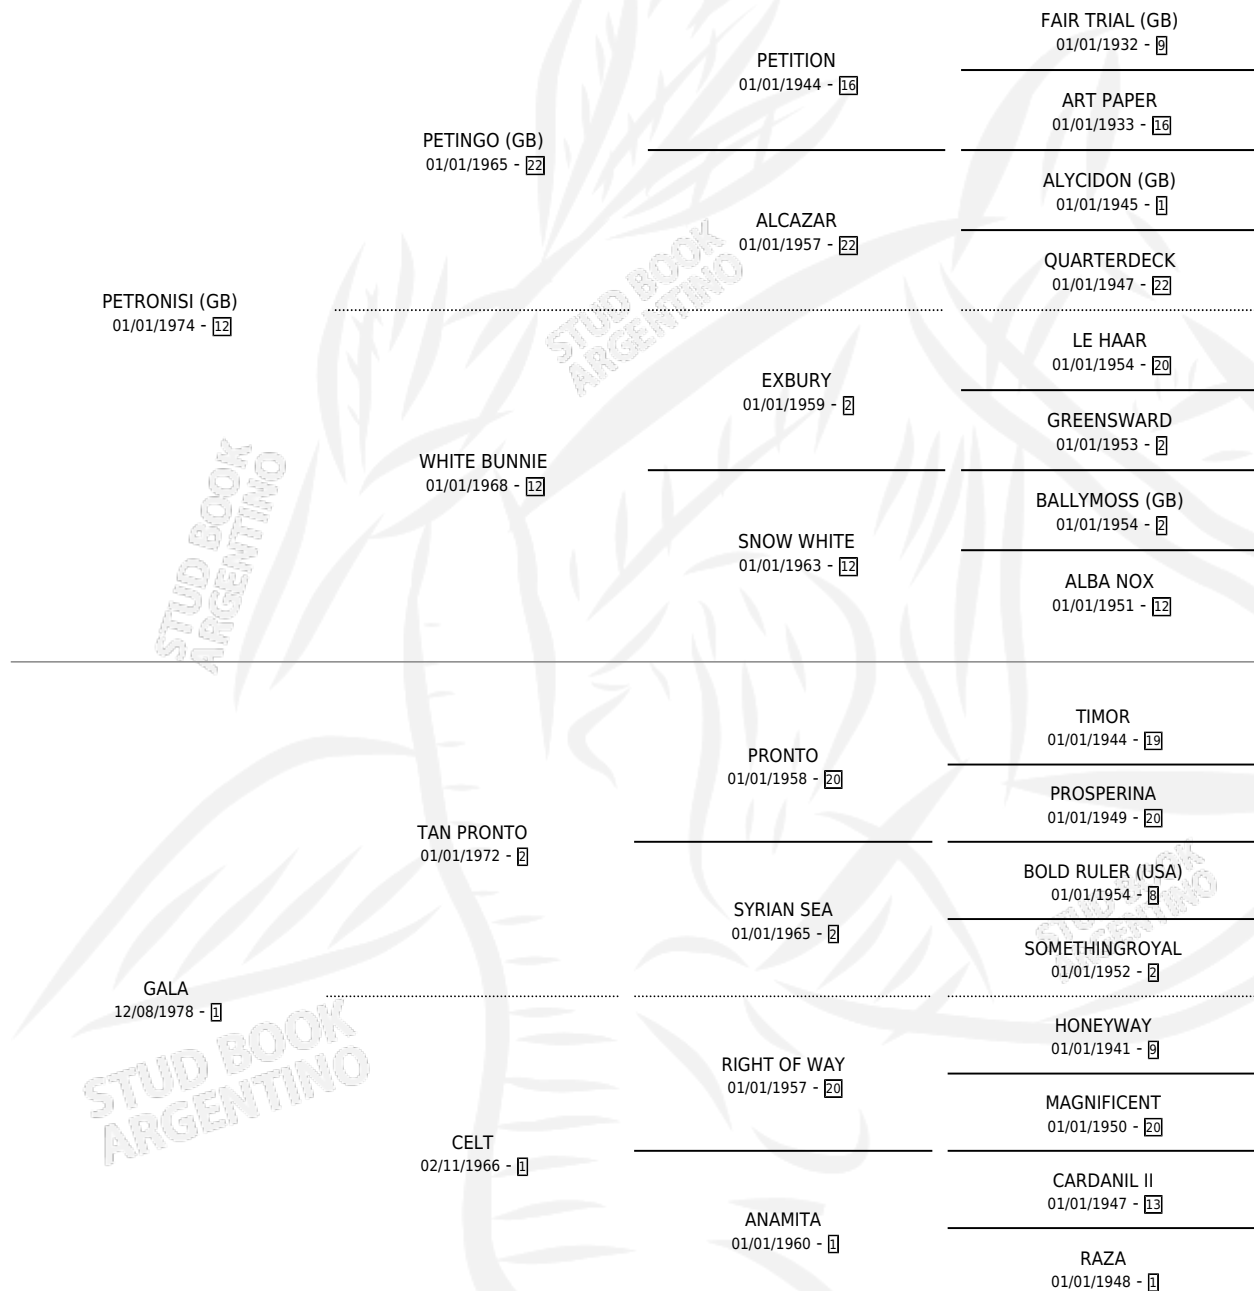 FAIR TRIAL (GB)
01/01/1932 - 9
PETITION
01/01/1944 - 16
ART PAPER
01/01/1933 - 16
PETINGO (GB)
01/01/1965 - 22
ALYCIDON (GB)
01/01/1945 - 1
ALCAZAR
01/01/1957 - 22
QUARTERDECK
01/01/1947 - 22
PETRONISI (GB)
01/01/1974 - 12
LE HAAR
01/01/1954 - 20
EXBURY
01/01/1959 - 2
GREENSWARD
01/01/1953 - 2
WHITE BUNNIE
01/01/1968 - 12
BALLYMOSS (GB)
01/01/1954 - 2
SNOW WHITE
01/01/1963 - 12
ALBA NOX
01/01/1951 - 12
TIMOR
01/01/1944 - 19
PRONTO
01/01/1958 - 20
PROSPERINA
01/01/1949 - 20
TAN PRONTO
01/01/1972 - 2
BOLD RULER (USA)
01/01/1954 - 8
SYRIAN SEA
01/01/1965 - 2
SOMETHINGROYAL
01/01/1952 - 2
GALA
12/08/1978 - 1
HONEYWAY
01/01/1941 - 9
RIGHT OF WAY
01/01/1957 - 20
MAGNIFICENT
01/01/1950 - 20
CELT
02/11/1966 - 1
CARDANIL II
01/01/1947 - 13
ANAMITA
01/01/1960 - 1
RAZA
01/01/1948 - 1
STUD BOOK
ARGENTINO
STUD BOOK
ARGENTINO
STUD BOOK
ARGENTINO
STUD BOOK
ARGENTINO